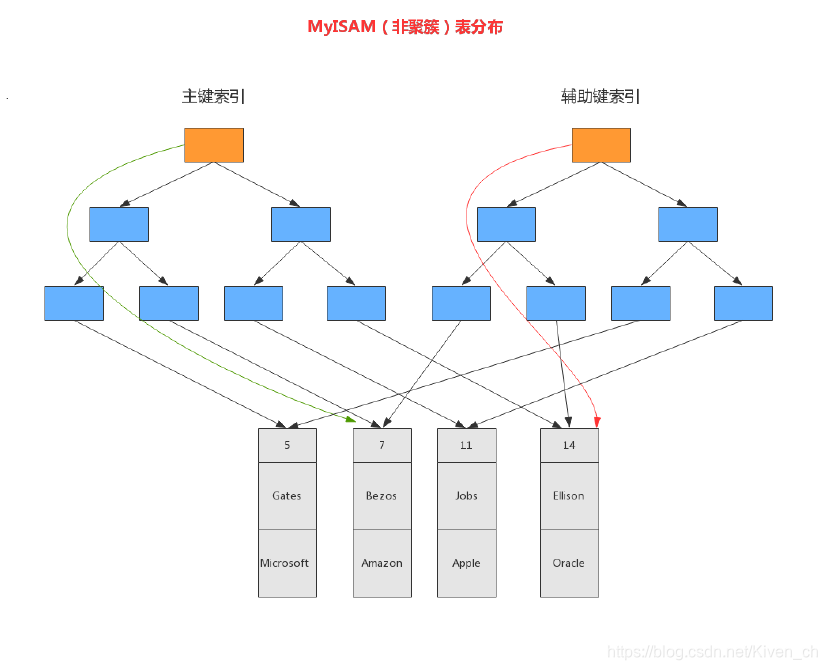 MyISAM（非聚簇）表分布
主键索引
辅助键索引
5
7
11
14
Gates
Bezos
Jobs
Ellison
Microsoft
Amazon
Apple
Oracle
https://blog.csdn.net/Kiven_ch